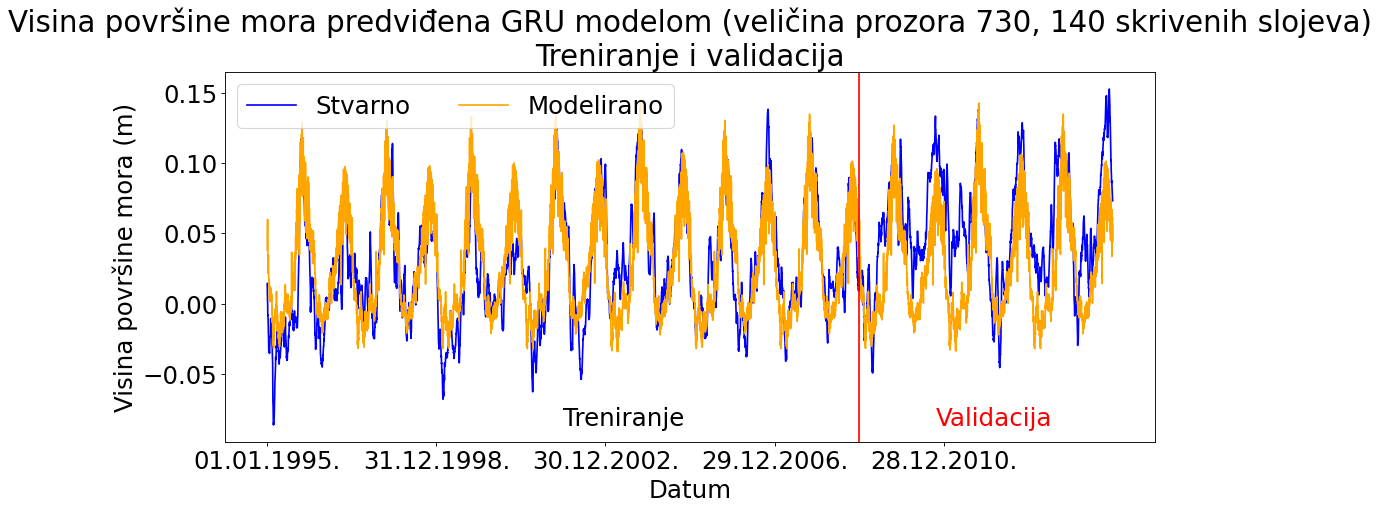 Visina površine mora predviđena GRU modelom (veličina prozora 730, 140 skrivenih slojeva)
Treniranje i validacija
Stvarno
Modelirano
0.15
0.10
0.05
0.00
−0.05
Visina površine mora (m)
Treniranje
Validacija
01.01.1995.
31.12.1998.
30.12.2002.
29.12.2006.
28.12.2010.
Datum